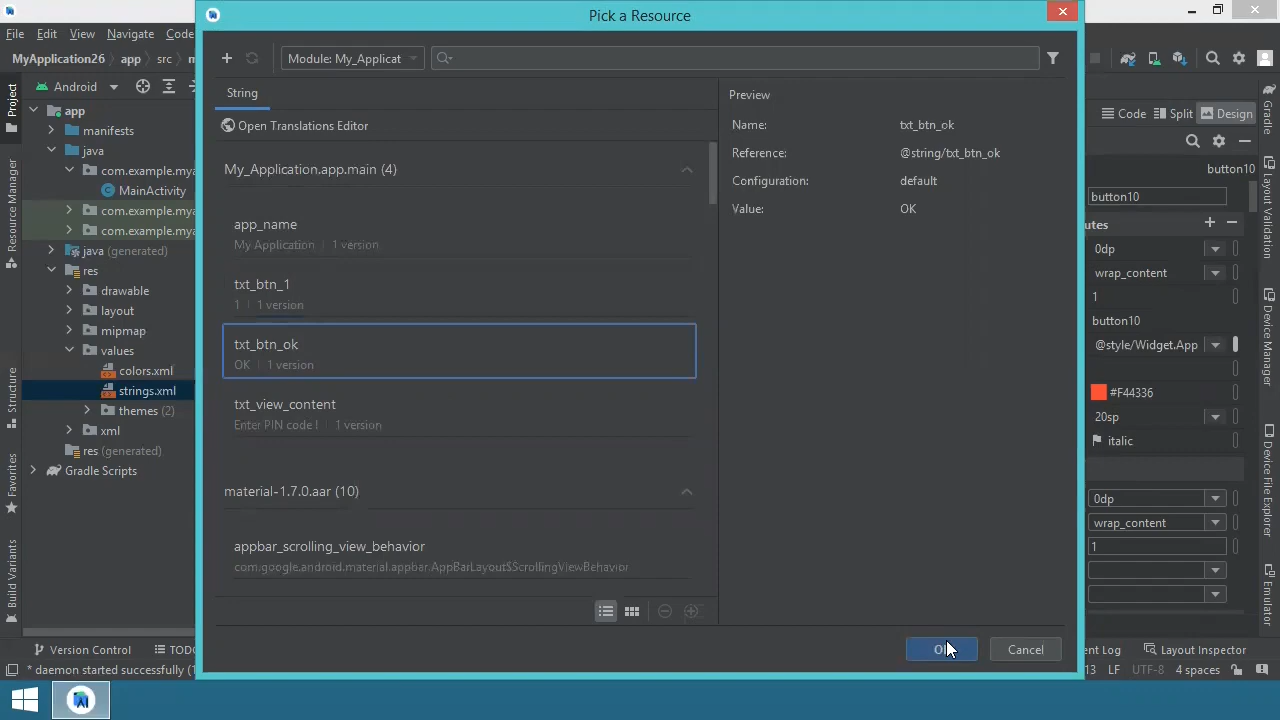 Pick a Resource
File Edit View Navigate Code
MyApplication26 app src
Module: My_Applicat
Android
String
Open Translations Editor
My_Application.app.main (4)
app_name
My Application 1 version
txt_btn_1
1 1 version
txt_btn_ok
OK 1 version
txt_view_content
Enter PIN code ! 1 version
material-1.7.0.aar (10)
appbar_scrolling_view_behavior
com.google.android.material.appbar.AppBarLayout$ScrollingViewBehavior
Preview
Name: txt_btn_ok
Reference: @string/txt_btn_ok
Configuration: default
Value: OK
Cancel
Project
Resource Manager
Structure
Favorites
Build Variants
app
manifests
java
com.example.mya
MainActivity
com.example.mya
com.example.mya
java (generated)
res
drawable
layout
mipmap
values
colors.xml
strings.xml
themes (2)
xml
res (generated)
Gradle Scripts
Code Split Design
button10
button10
utes
0dp
wrap_content
1
button10
@style/Widget.App
#F44336
20sp
italic
0dp
wrap_content
1
Gradle
Layout Validation
Device Manager
Device File Explorer
Emulator
Version Control TODO
ent Log Layout Inspector
* daemon started successfully (1
13 LF UTF-8 4 spaces